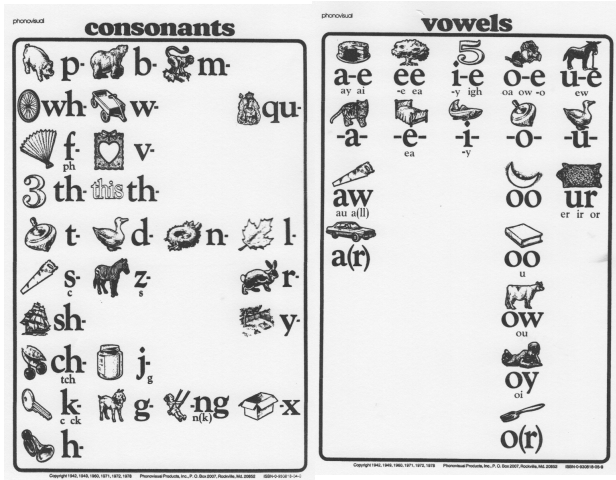 phonovisual
consonants
p- b- m-
wh- w- qu-
f- v-
ph
3 th- this th-
t- d- n- l-
s- z- r-
c s
sh- y-
ch- j-
tch g
k- g- -ng -x
c ck n(k)
h-
Copyright 1942, 1949, 1960, 1971, 1972, 1978 Phonovisual Products, Inc., P. O. Box 2007, Rockville, Md. 20852
phonovisual
vowels
5
a-e ee i-e o-e u-e
ay ai -e ea -y igh oa ow -o ew
-a- -e- -i- -o- -u-
ea -y
aw oo ur
au a(ll) er ir or
a(r) oo
u
ow
ou
oy
oi
o(r)
Copyright 1942, 1949, 1960, 1971, 1972, 1978 Phonovisual Products, Inc., P. O. Box 2007, Rockville, Md. 20852